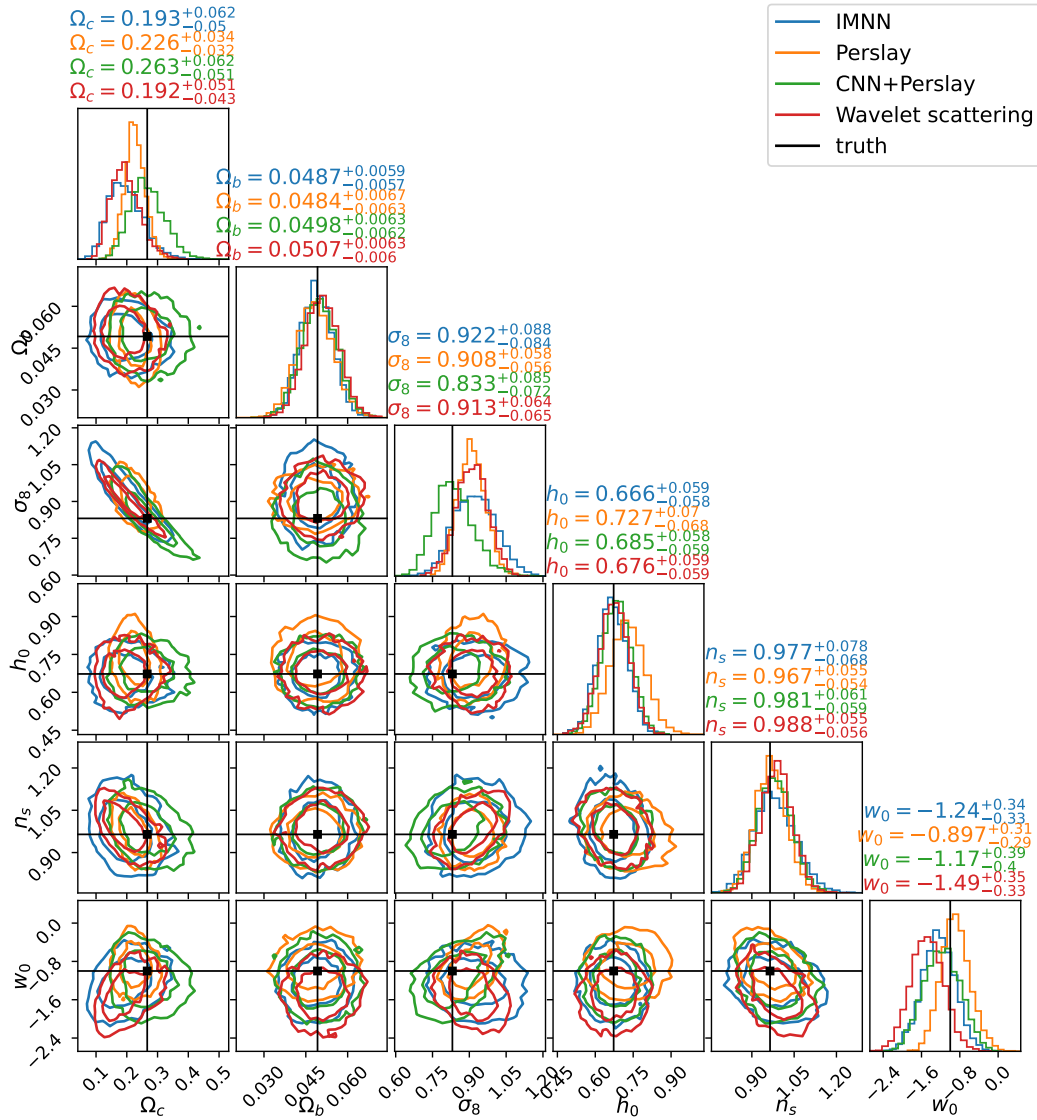 Ω_c = 0.193^{+0.062}_{−0.05}
Ω_c = 0.226^{+0.034}_{−0.032}
Ω_c = 0.263^{+0.062}_{−0.051}
Ω_c = 0.192^{+0.051}_{−0.043}
IMNN
Perslay
CNN+Perslay
Wavelet scattering
truth
Ω_b = 0.0487^{+0.0059}_{−0.0057}
Ω_b = 0.0484^{+0.0067}_{−0.0063}
Ω_b = 0.0498^{+0.0063}_{−0.0062}
Ω_b = 0.0507^{+0.0063}_{−0.006}
σ_8 = 0.922^{+0.088}_{−0.084}
σ_8 = 0.908^{+0.058}_{−0.056}
σ_8 = 0.833^{+0.085}_{−0.072}
σ_8 = 0.913^{+0.064}_{−0.065}
h_0 = 0.666^{+0.059}_{−0.058}
h_0 = 0.727^{+0.07}_{−0.068}
h_0 = 0.685^{+0.058}_{−0.059}
h_0 = 0.676^{+0.059}_{−0.059}
n_s = 0.977^{+0.078}_{−0.068}
n_s = 0.967^{+0.055}_{−0.054}
n_s = 0.981^{+0.061}_{−0.059}
n_s = 0.988^{+0.055}_{−0.056}
w_0 = −1.24^{+0.34}_{−0.33}
w_0 = −0.897^{+0.31}_{−0.29}
w_0 = −1.17^{+0.39}_{−0.4}
w_0 = −1.49^{+0.35}_{−0.33}
Ω_b
0.060
0.045
0.030
σ_8
1.20
1.05
0.90
0.75
0.60
h_0
0.90
0.75
0.60
0.45
n_s
1.20
1.05
0.90
w_0
0.0
−0.8
−1.6
−2.4
0.1
0.2
0.3
0.4
0.5
Ω_c
0.030
0.045
0.060
Ω_b
0.60
0.75
0.90
1.05
1.20
σ_8
0.45
0.60
0.75
0.90
h_0
0.90
1.05
1.20
n_s
−2.4
−1.6
−0.8
0.0
w_0